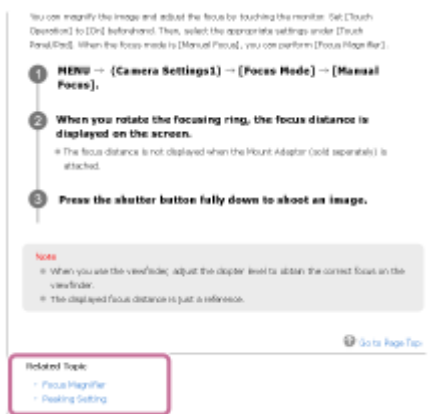 You can magnify the image and adjust the focus by touching the monitor. Set [Touch
Operation] to [On] beforehand. Then, select the appropriate settings under [Touch
Panel/Pad]. When the focus mode is [Manual Focus], you can perform [Focus Magnifier].
1 MENU → (Camera Settings1) → [Focus Mode] → [Manual
Focus].
2 When you rotate the focusing ring, the focus distance is
displayed on the screen.
The focus distance is not displayed when the Mount Adaptor (sold separately) is
attached.
3 Press the shutter button fully down to shoot an image.
Note
When you use the viewfinder, adjust the diopter level to obtain the correct focus on the
viewfinder.
The displayed focus distance is just a reference.
Go to Page Top
Related Topic
Focus Magnifier
Peaking Setting